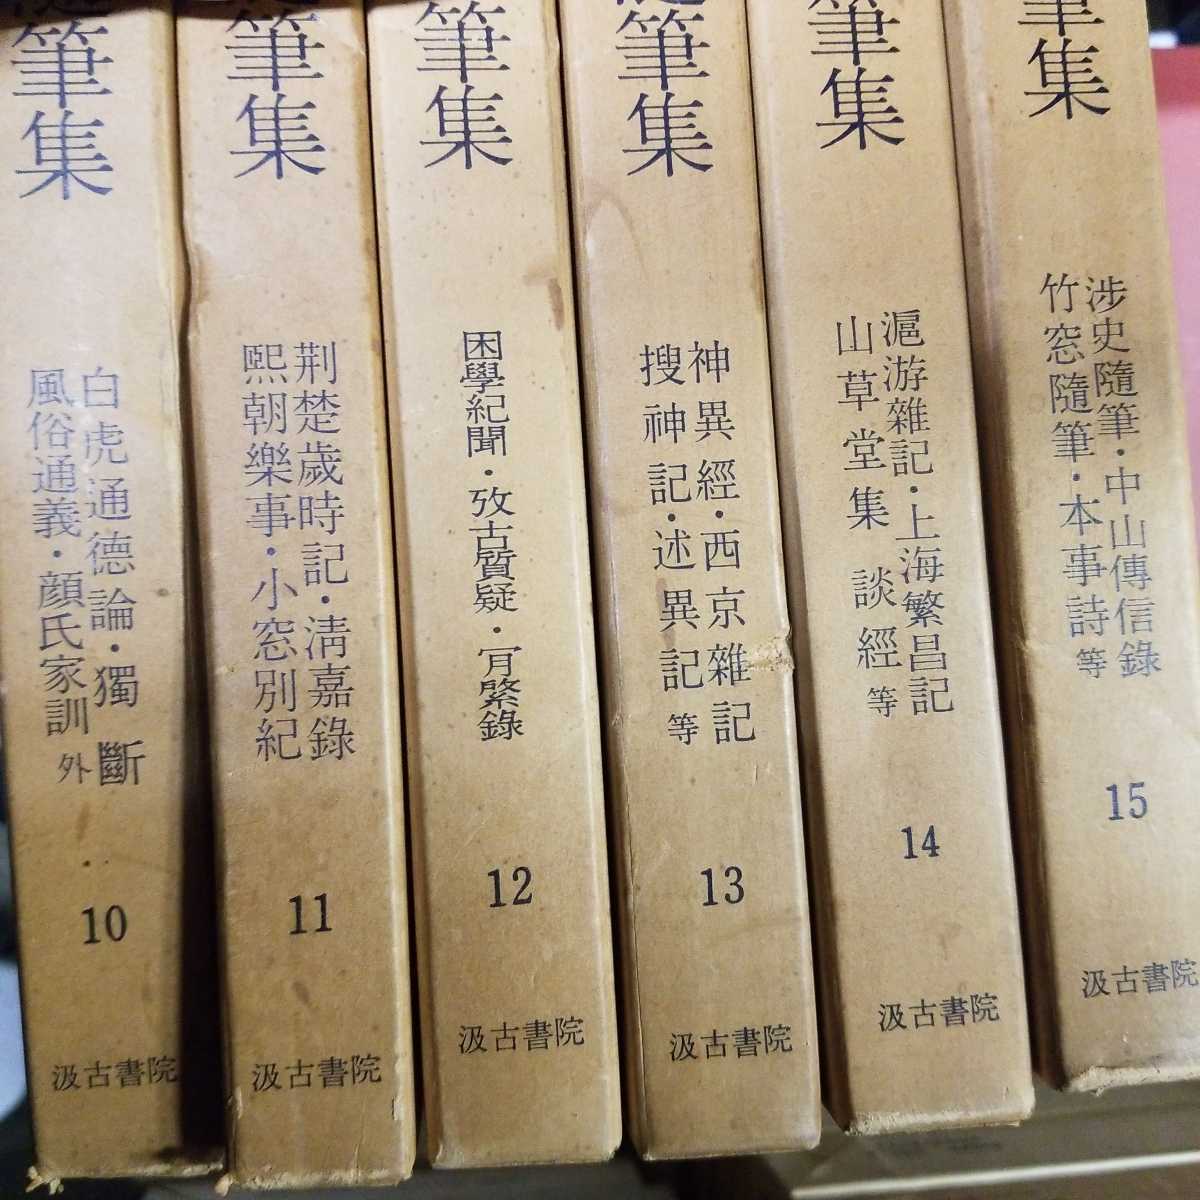 筆集
白虎通德論・獨斷
風俗通義・顏氏家訓 外
10
汲古書院
筆集
荆楚歲時記・淸嘉錄
熙朝樂事・小窓別紀
11
汲古書院
筆集
困學紀聞・攷古質疑・肎綮錄
12
汲古書院
隨筆集
神異經・西京雜記
搜神記・述異記 等
13
汲古書院
筆集
滬游雜記・上海繁昌記
山草堂集 談經 等
14
汲古書院
筆集
涉史隨筆・中山傳信錄
竹窓隨筆・本事詩 等
15
汲古書院